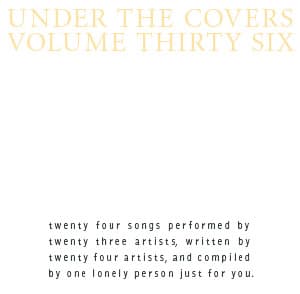 UNDER THE COVERS
VOLUME THIRTY SIX
twenty four songs performed by
twenty three artists, written by
twenty four artists, and compiled
by one lonely person just for you.